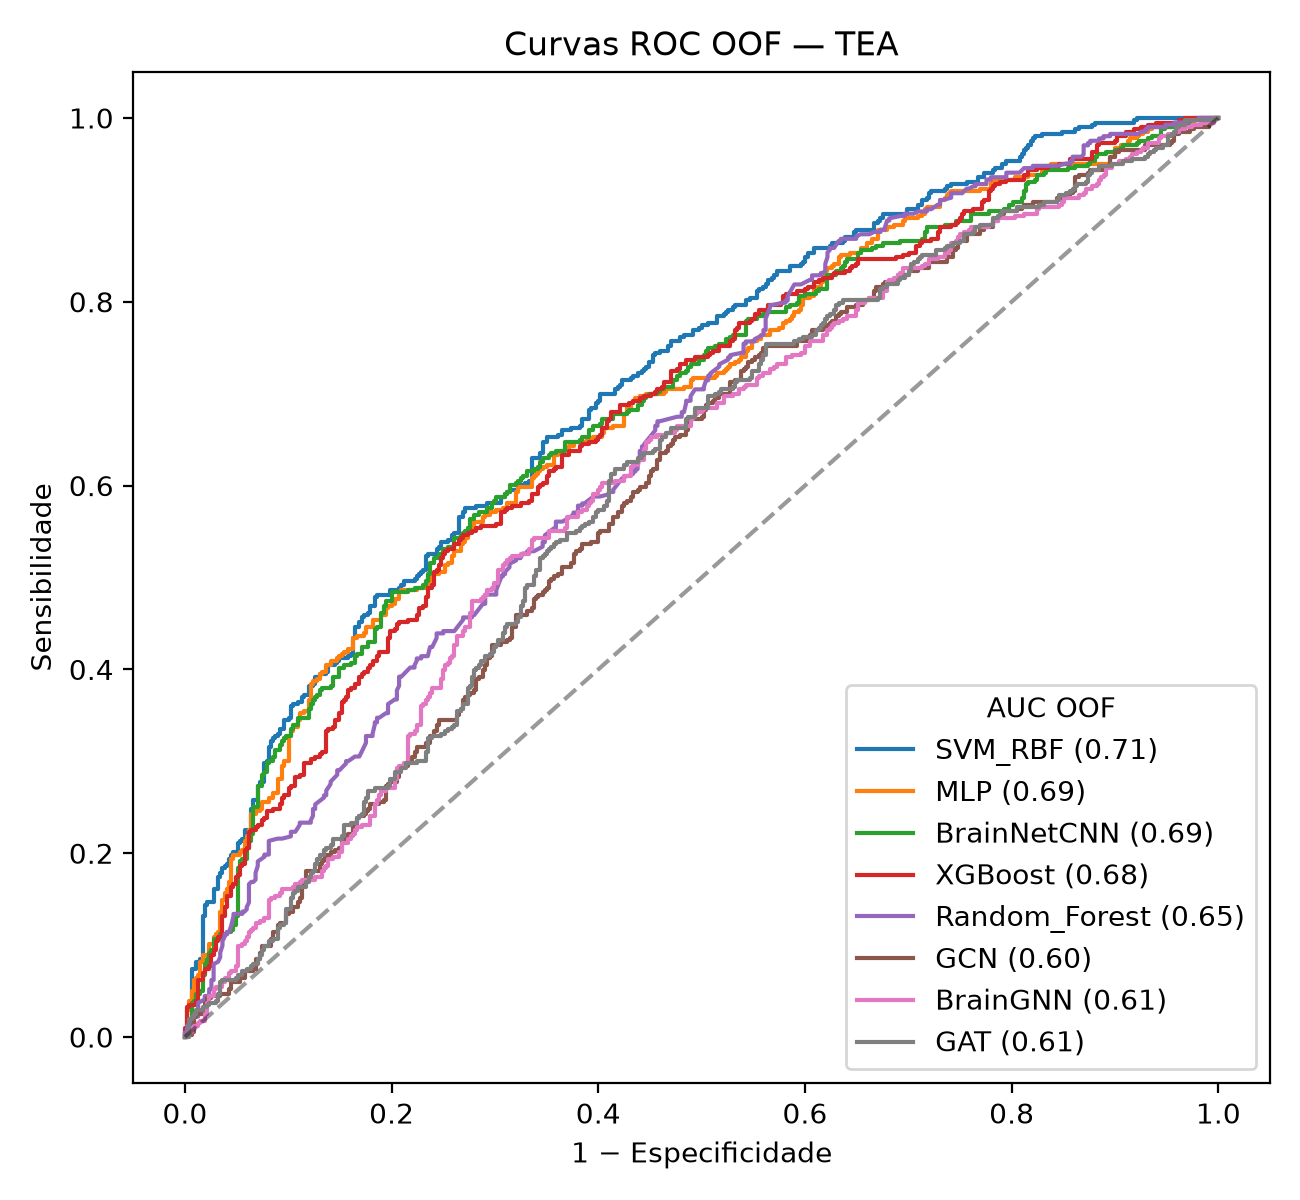 Curvas ROC OOF — TEA
1.0
0.8
0.6
0.4
0.2
0.0
Sensibilidade
0.0 0.2 0.4 0.6 0.8 1.0
1 − Especificidade
AUC OOF
SVM_RBF (0.71)
MLP (0.69)
BrainNetCNN (0.69)
XGBoost (0.68)
Random_Forest (0.65)
GCN (0.60)
BrainGNN (0.61)
GAT (0.61)